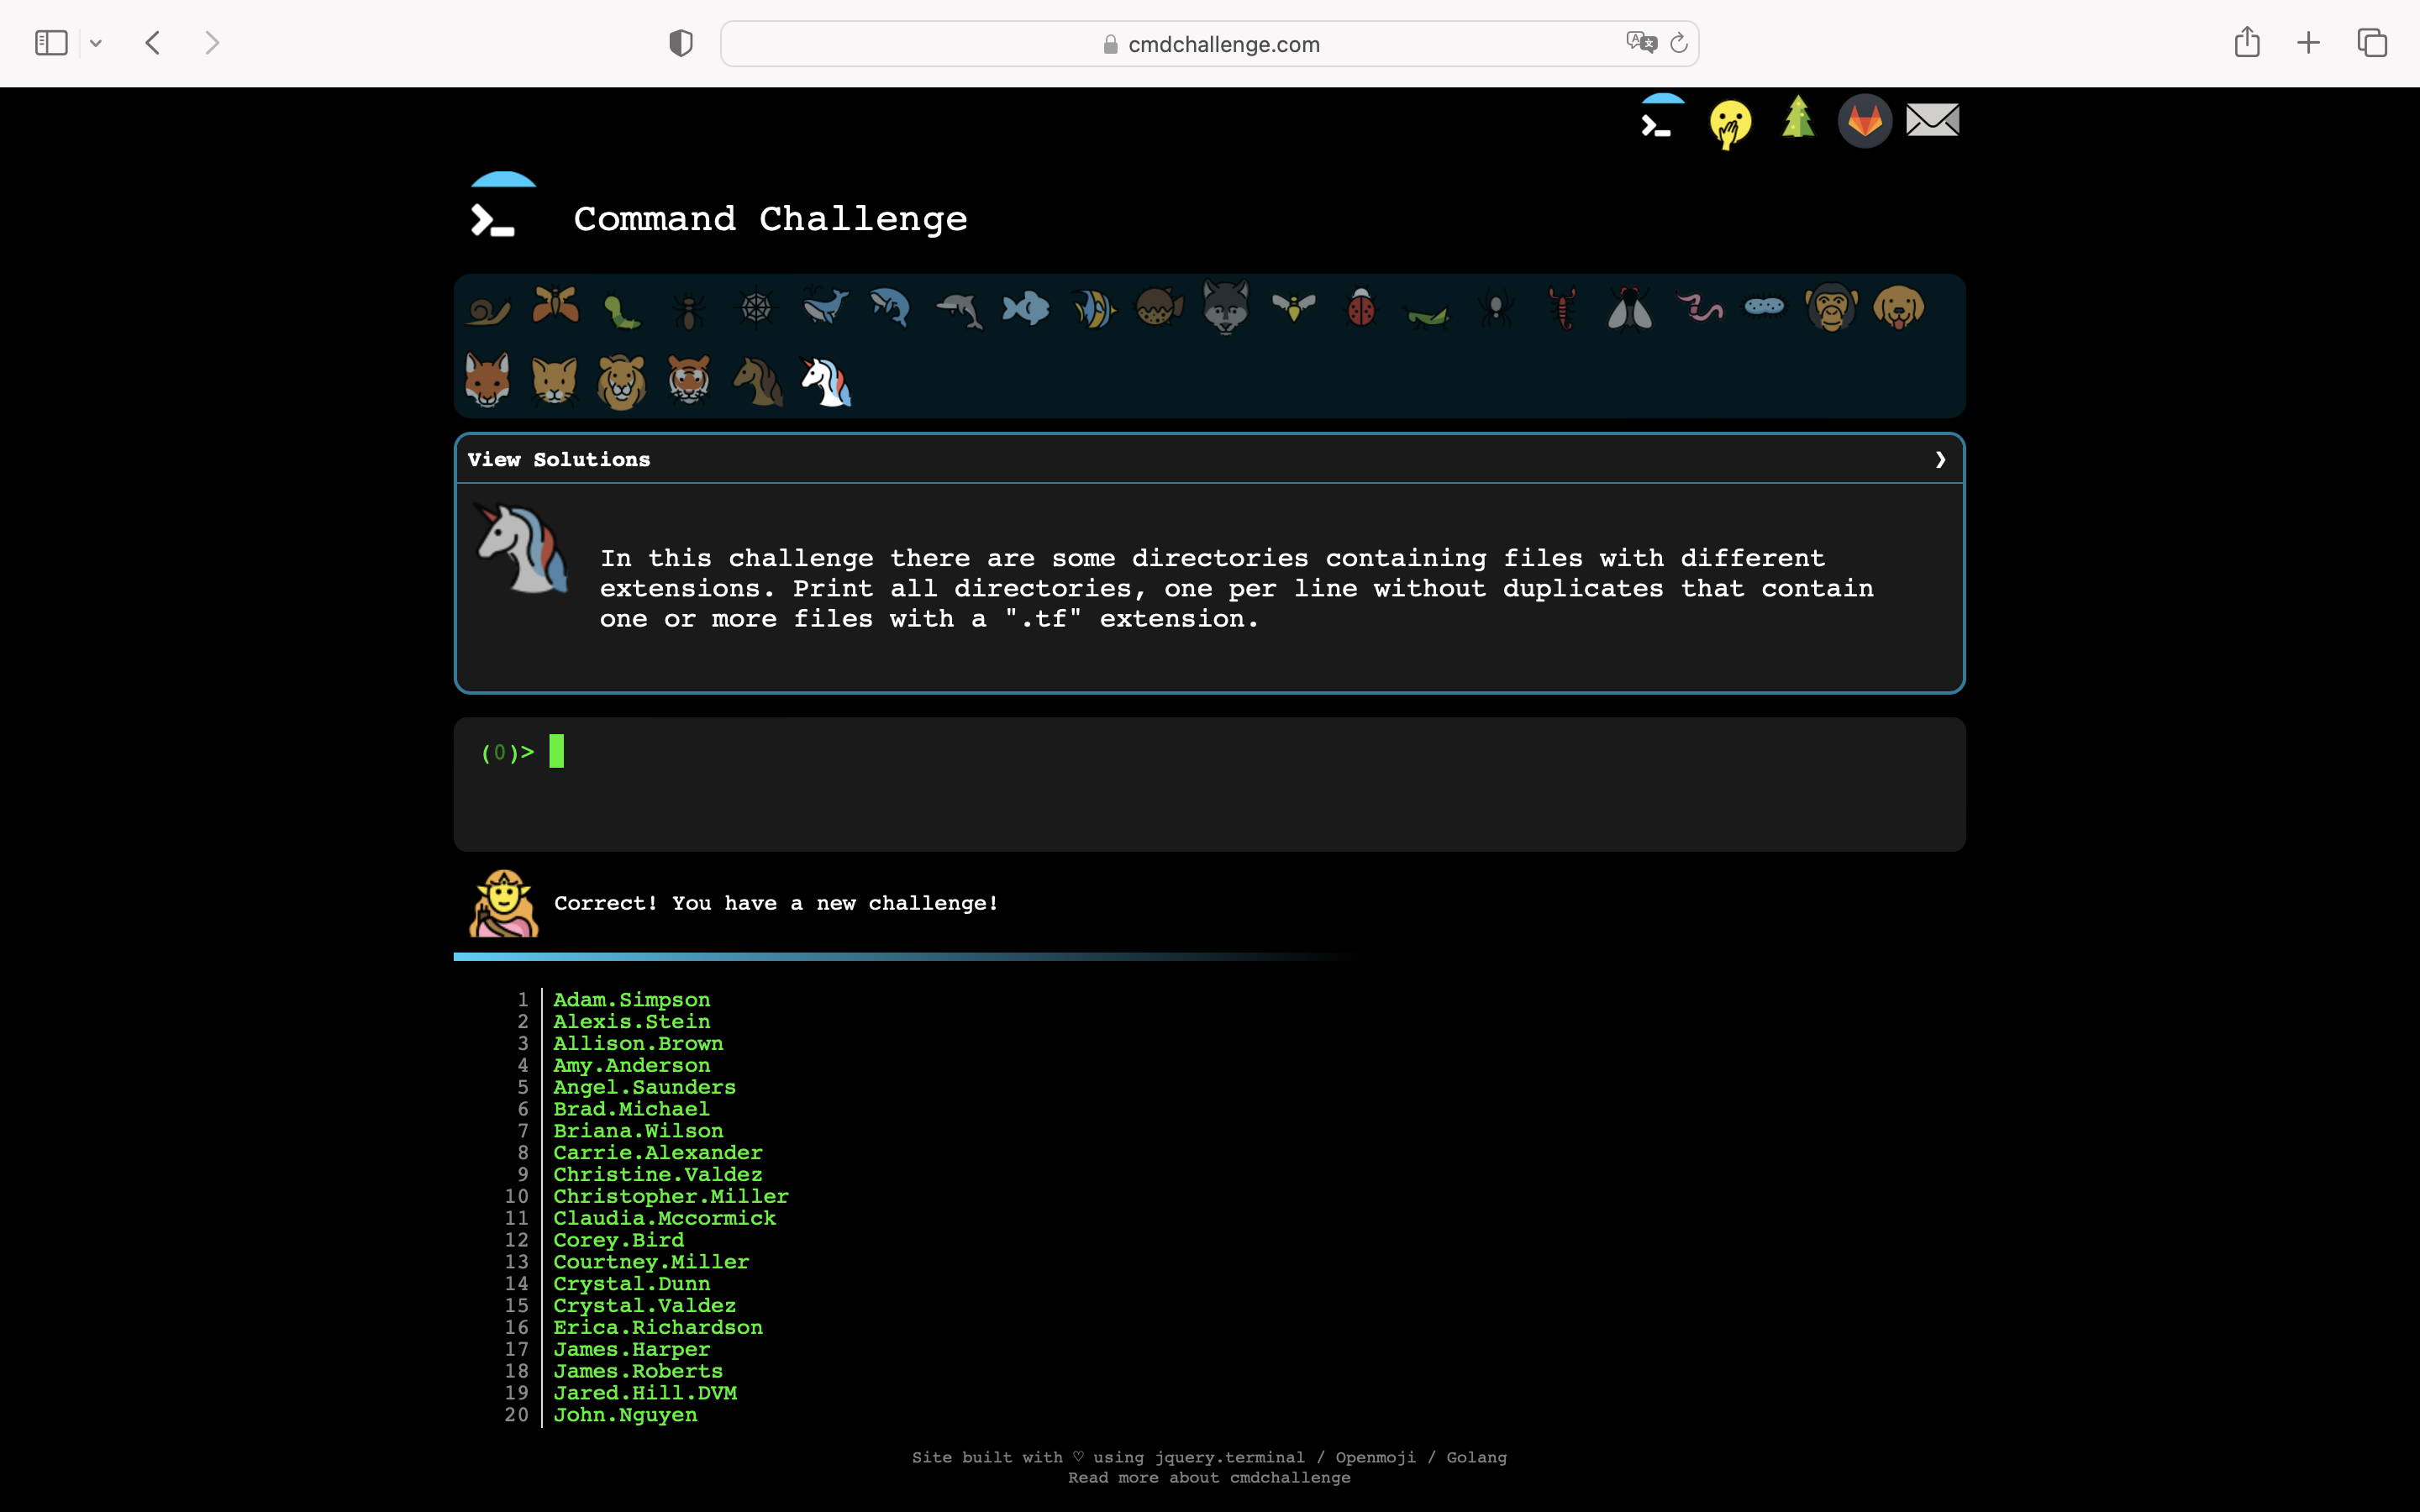 cmdchallenge.com
Command Challenge
View Solutions
In this challenge there are some directories containing files with different
extensions. Print all directories, one per line without duplicates that contain
one or more files with a ".tf" extension.
(0)>
Correct! You have a new challenge!
1 Adam.Simpson
2 Alexis.Stein
3 Allison.Brown
4 Amy.Anderson
5 Angel.Saunders
6 Brad.Michael
7 Briana.Wilson
8 Carrie.Alexander
9 Christine.Valdez
10 Christopher.Miller
11 Claudia.Mccormick
12 Corey.Bird
13 Courtney.Miller
14 Crystal.Dunn
15 Crystal.Valdez
16 Erica.Richardson
17 James.Harper
18 James.Roberts
19 Jared.Hill.DVM
20 John.Nguyen
Site built with ♡ using jquery.terminal / Openmoji / Golang
Read more about cmdchallenge